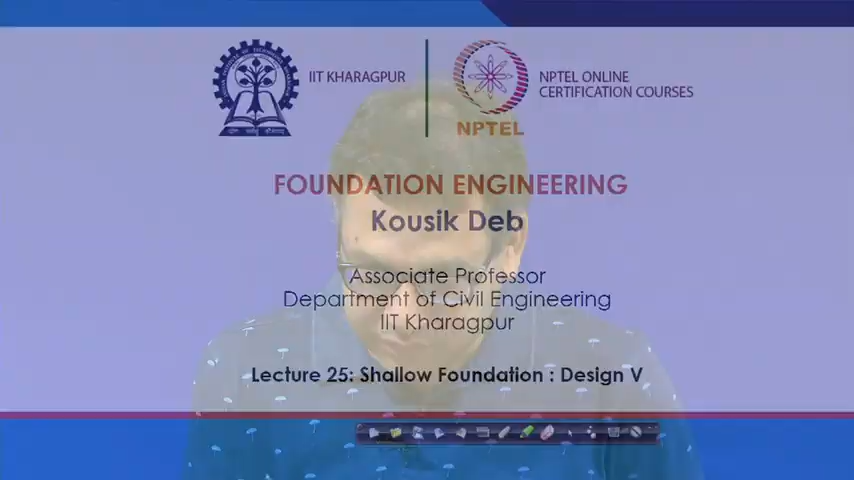 IIT KHARAGPUR
NPTEL ONLINE
CERTIFICATION COURSES
NPTEL
FOUNDATION ENGINEERING
Kousik Deb
Associate Professor
Department of Civil Engineering
IIT Kharagpur
Lecture 25: Shallow Foundation : Design V